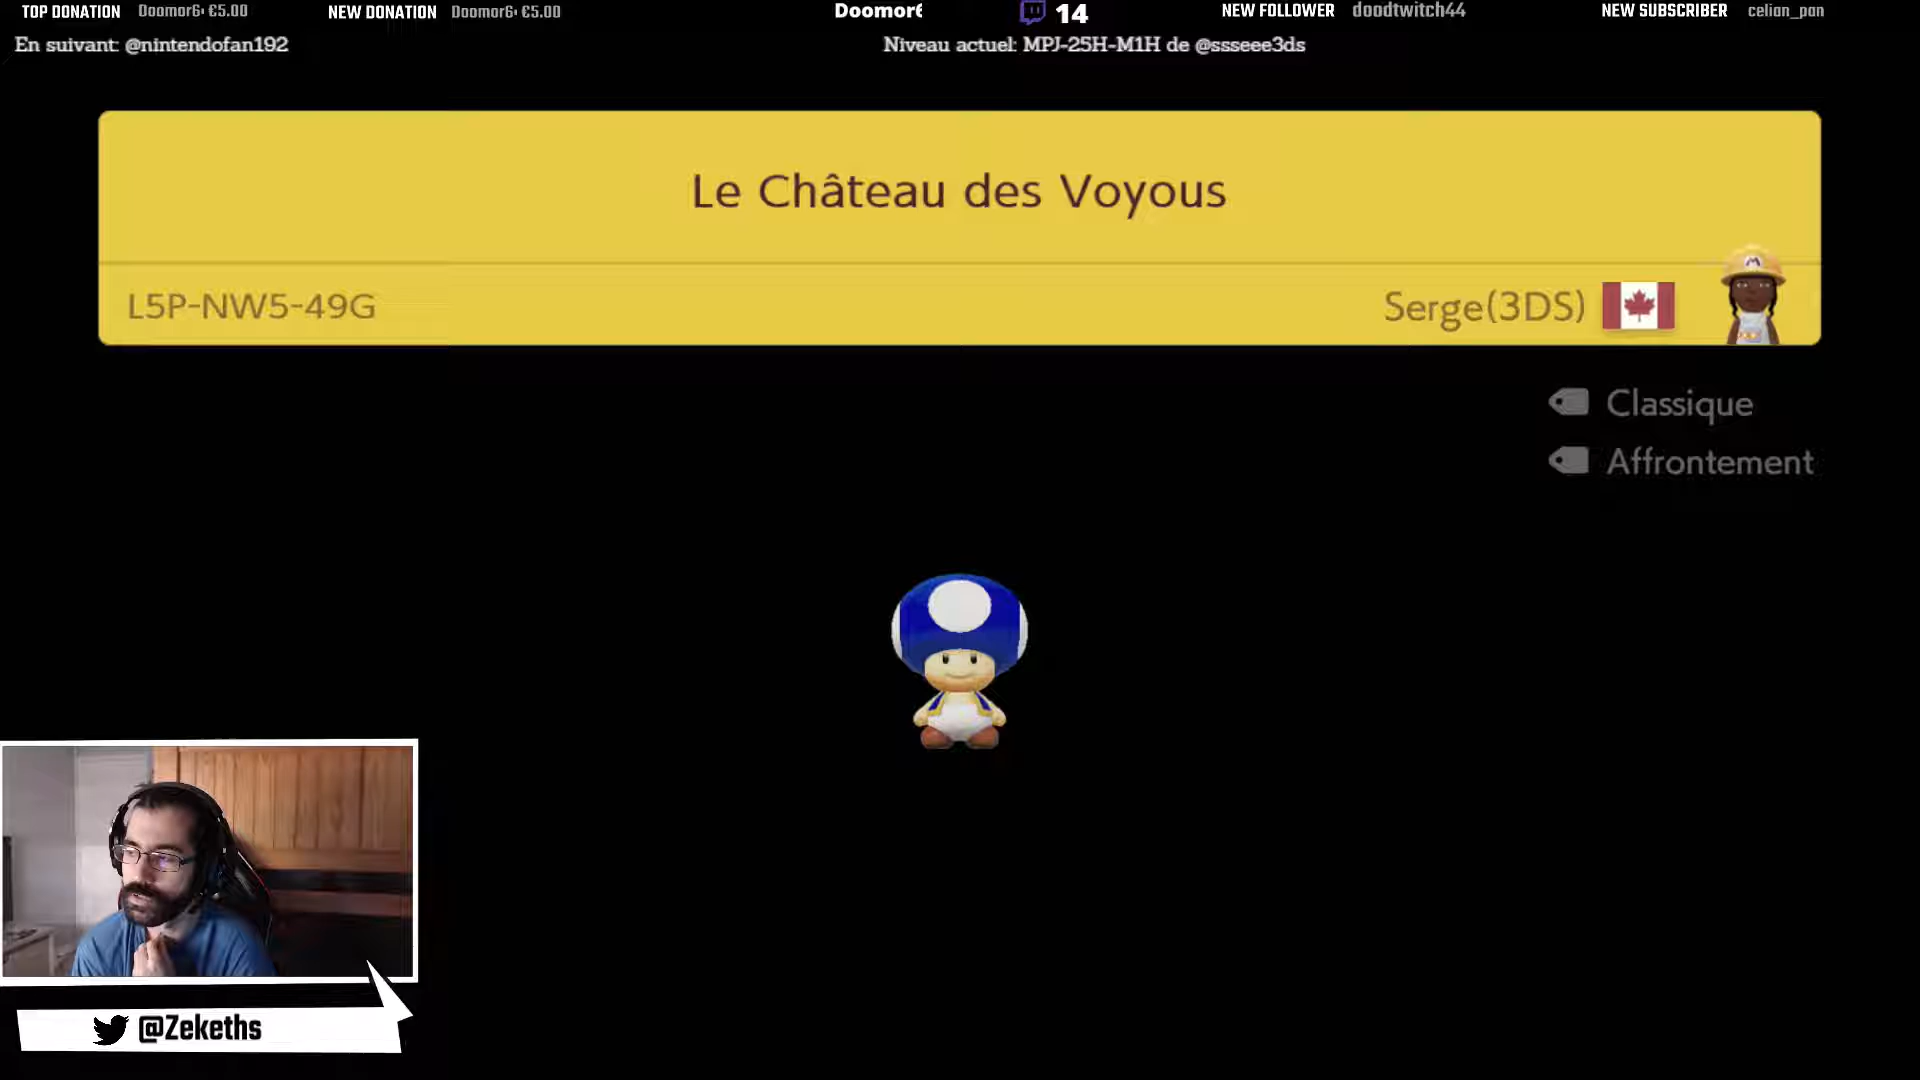 TOP DONATION Doomor6: €5.00 NEW DONATION Doomor6: €5.00 Doomor6 14 NEW FOLLOWER doodtwitch44 NEW SUBSCRIBER celian_pan
En suivant: @nintendofan192 Niveau actuel: MPJ-25H-M1H de @ssseee3ds
Le Château des Voyous
L5P-NW5-49G Serge(3DS)
Classique
Affrontement
@Zekeths